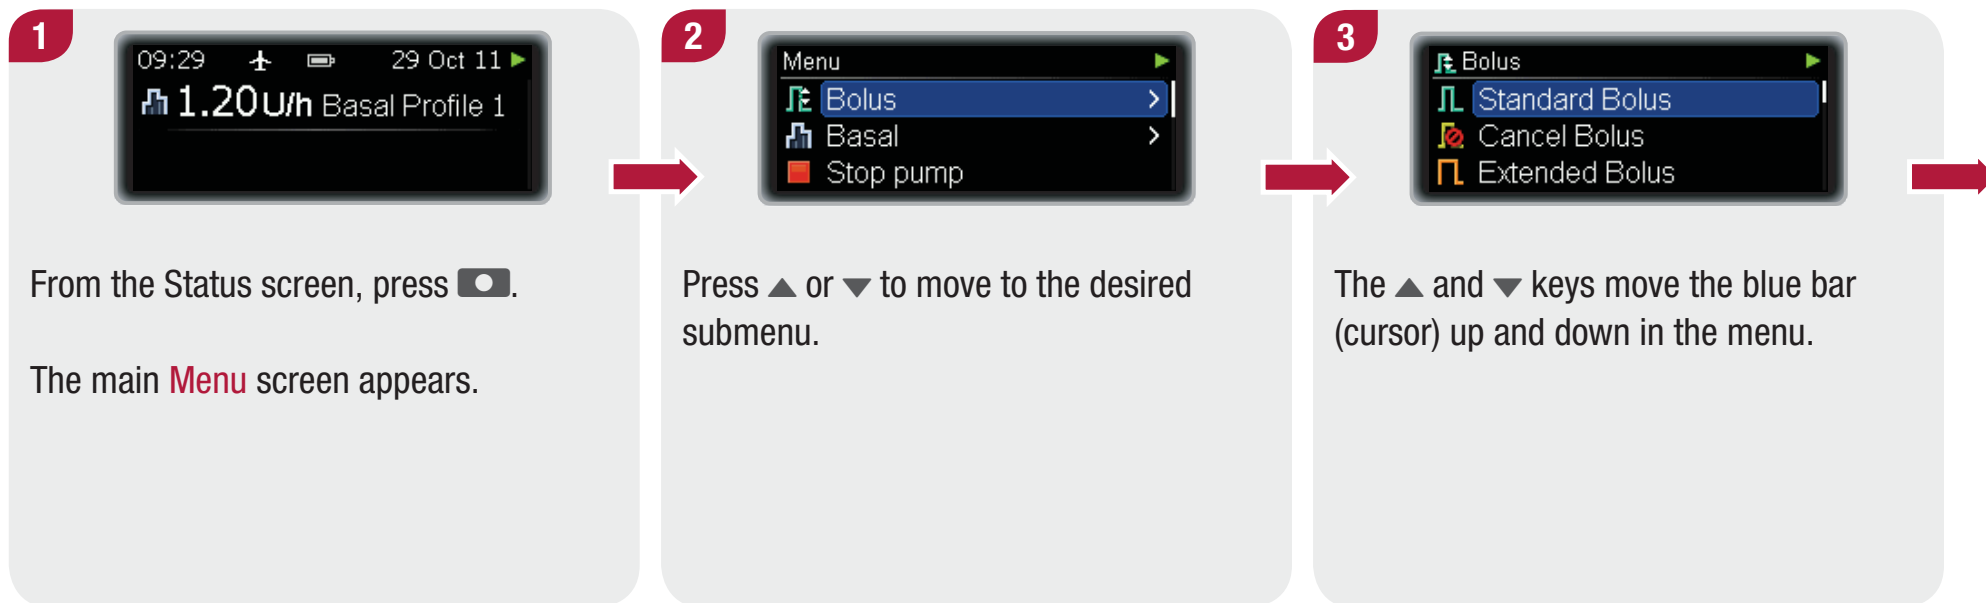 1
09:29 29 Oct 11
1.20 U/h Basal Profile 1
From the Status screen, press .
The main Menu screen appears.
2
Menu
Bolus >
Basal >
Stop pump
Press ▲ or ▼ to move to the desired
submenu.
3
Bolus
Standard Bolus
Cancel Bolus
Extended Bolus
The ▲ and ▼ keys move the blue bar
(cursor) up and down in the menu.